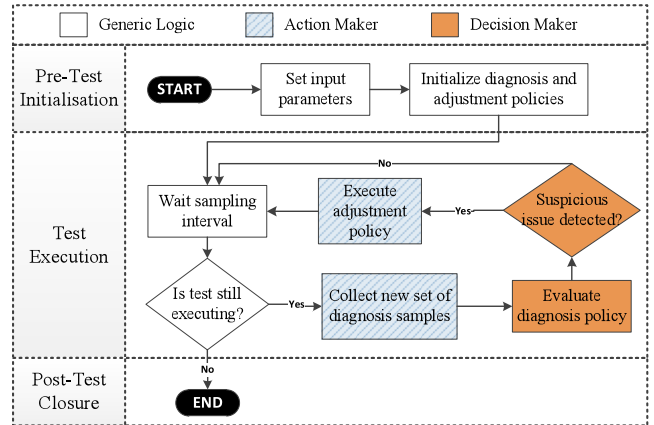 Generic Logic
Action Maker
Decision Maker
Pre-Test
Initialisation
START
Set input
parameters
Initialize diagnosis and
adjustment policies
Test
Execution
No
Wait sampling
interval
Execute
adjustment
policy
Yes
Suspicious
issue detected?
Is test still
executing?
Yes
Collect new set of
diagnosis samples
Evaluate
diagnosis policy
No
Post-Test
Closure
END